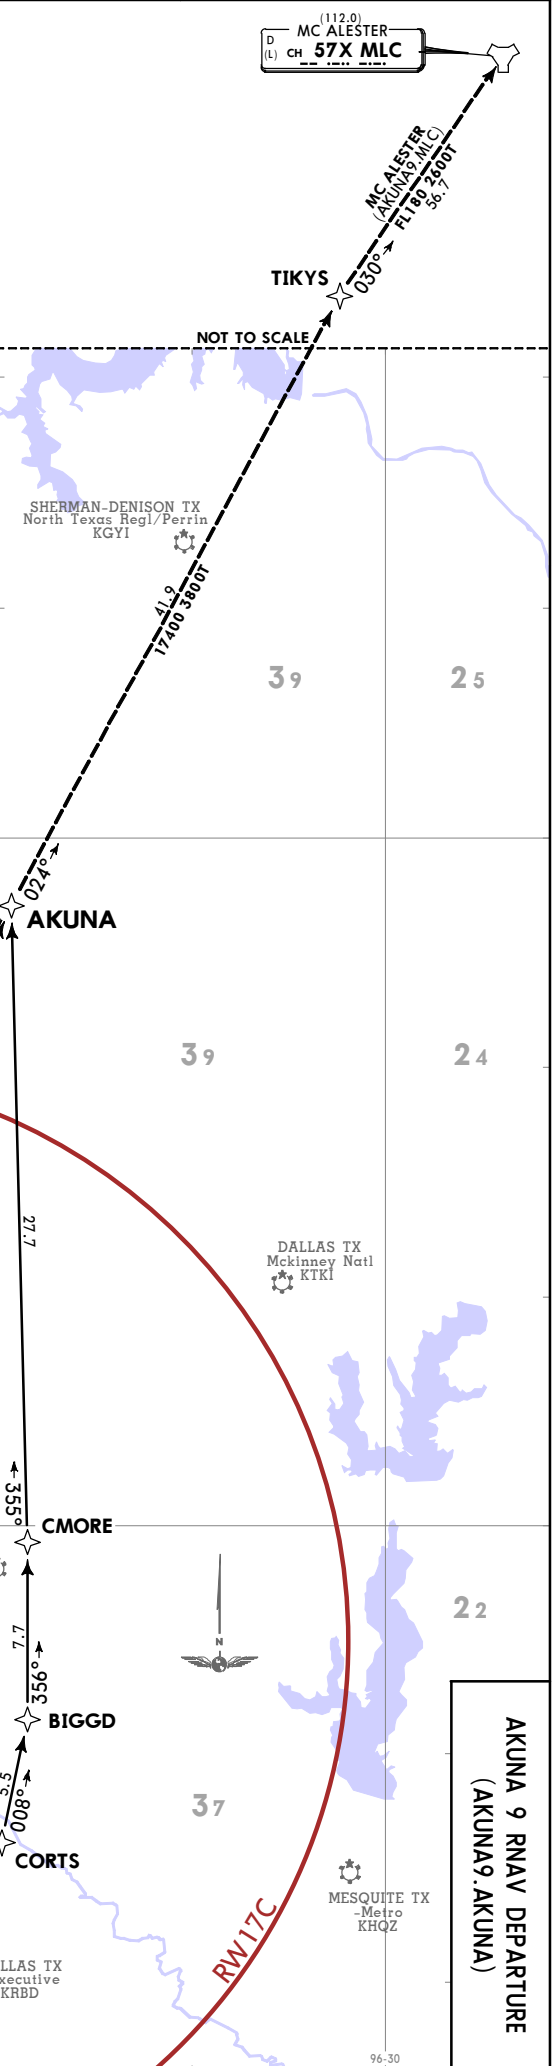 (112.0)
MC ALESTER
D
(L) CH 57X MLC
MC ALESTER
(AKUNA9.MLC)
FL180 2600T
56.7
030°
TIKYS
NOT TO SCALE
SHERMAN-DENISON TX
North Texas Regl/Perrin
KGYI
41.9
17400 3800T
39
25
024°
AKUNA
39
24
27.7
DALLAS TX
Mckinney Natl
KTKI
355°
CMORE
7.7
N
22
356°
BIGGD
5.5
008°
37
CORTS
AKUNA 9 RNAV DEPARTURE
(AKUNA9.AKUNA)
MESQUITE TX
-Metro
KHQZ
RW17C
LLAS TX
xecutive
KRBD
96-30